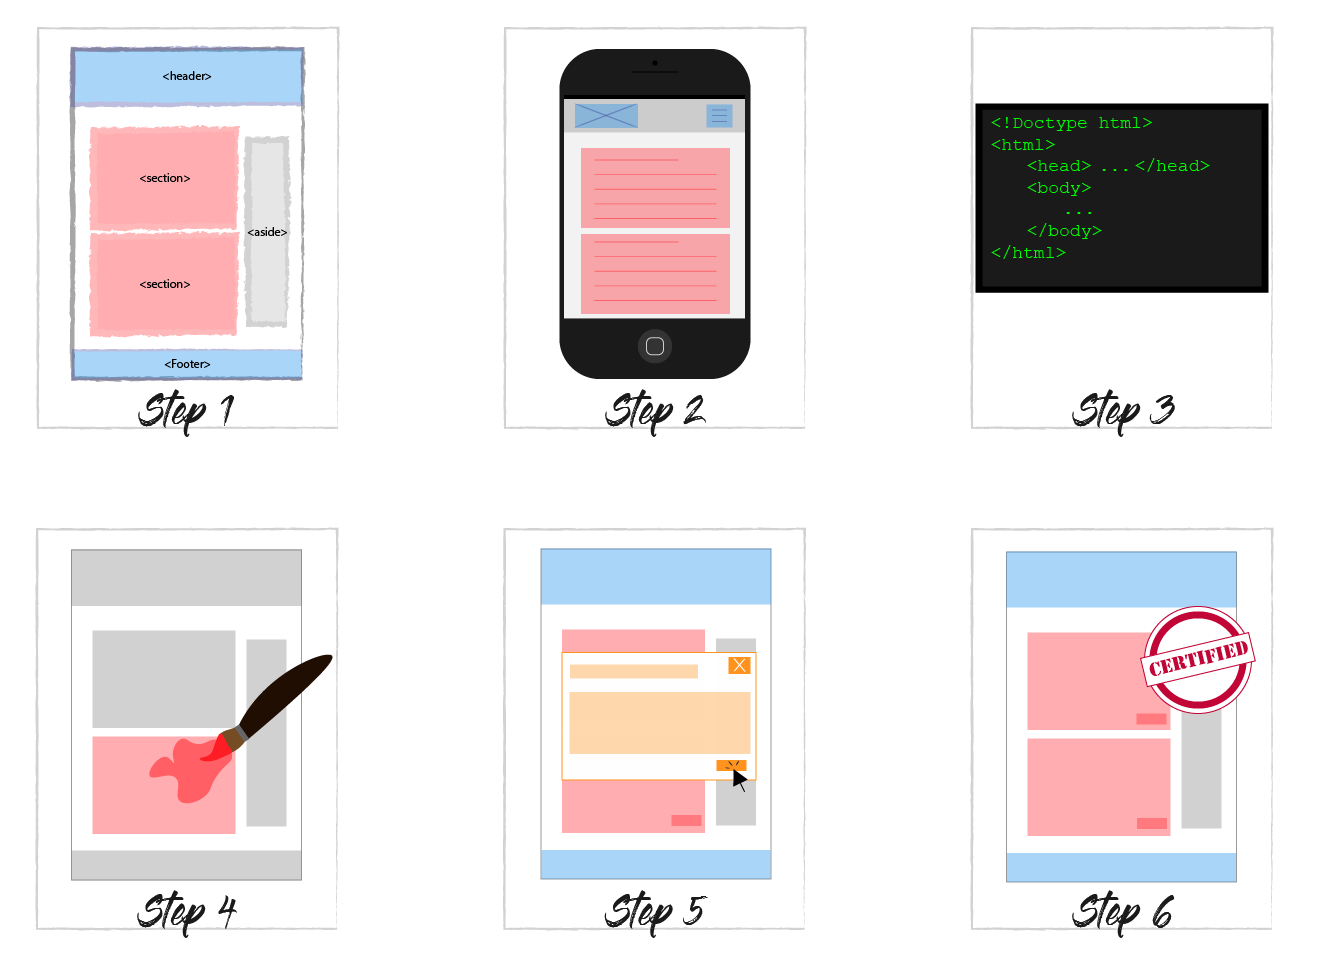 <header>
<section>
<aside>
<section>
<Footer>
Step 1
Step 2
<!Doctype html>
<html>
<head> ... </head>
<body>
...
</body>
</html>
Step 3
Step 4
Step 5
CERTIFIED
Step 6